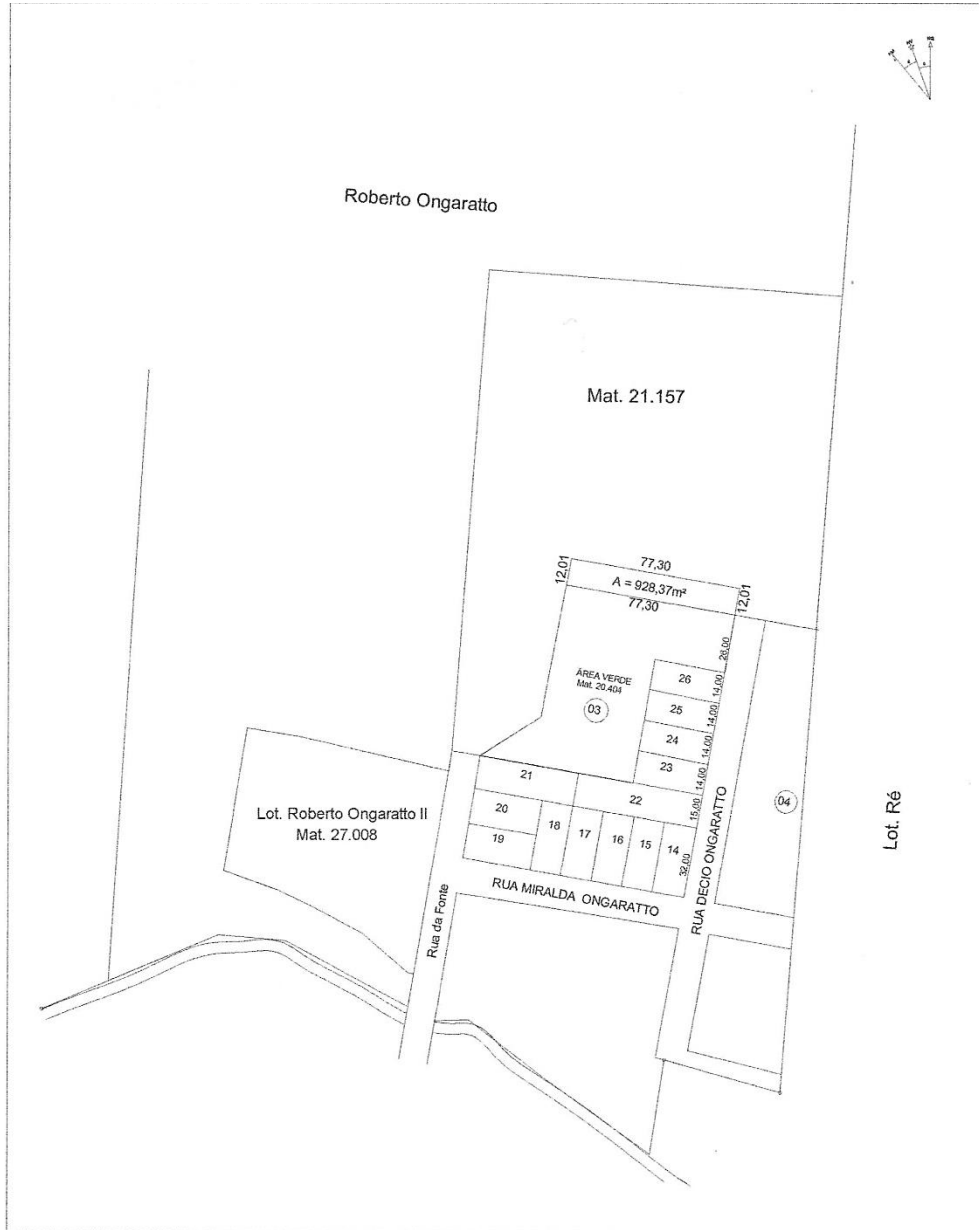 Roberto Ongaratto
Mat. 21.157
77,30
12,01
A = 928,37m²
12,01
77,30
28,00
ÁREA VERDE
Mat. 20.404
03
26
14,00
25
14,00
24
14,00
23
14,00
21
22
15,00
04
Lot. Ré
Lot. Roberto Ongaratto II
Mat. 27.008
20
19
18
17
16
15
14
32,00
RUA MIRALDA ONGARATTO
RUA DECIO ONGARATTO
Rua da Fonte